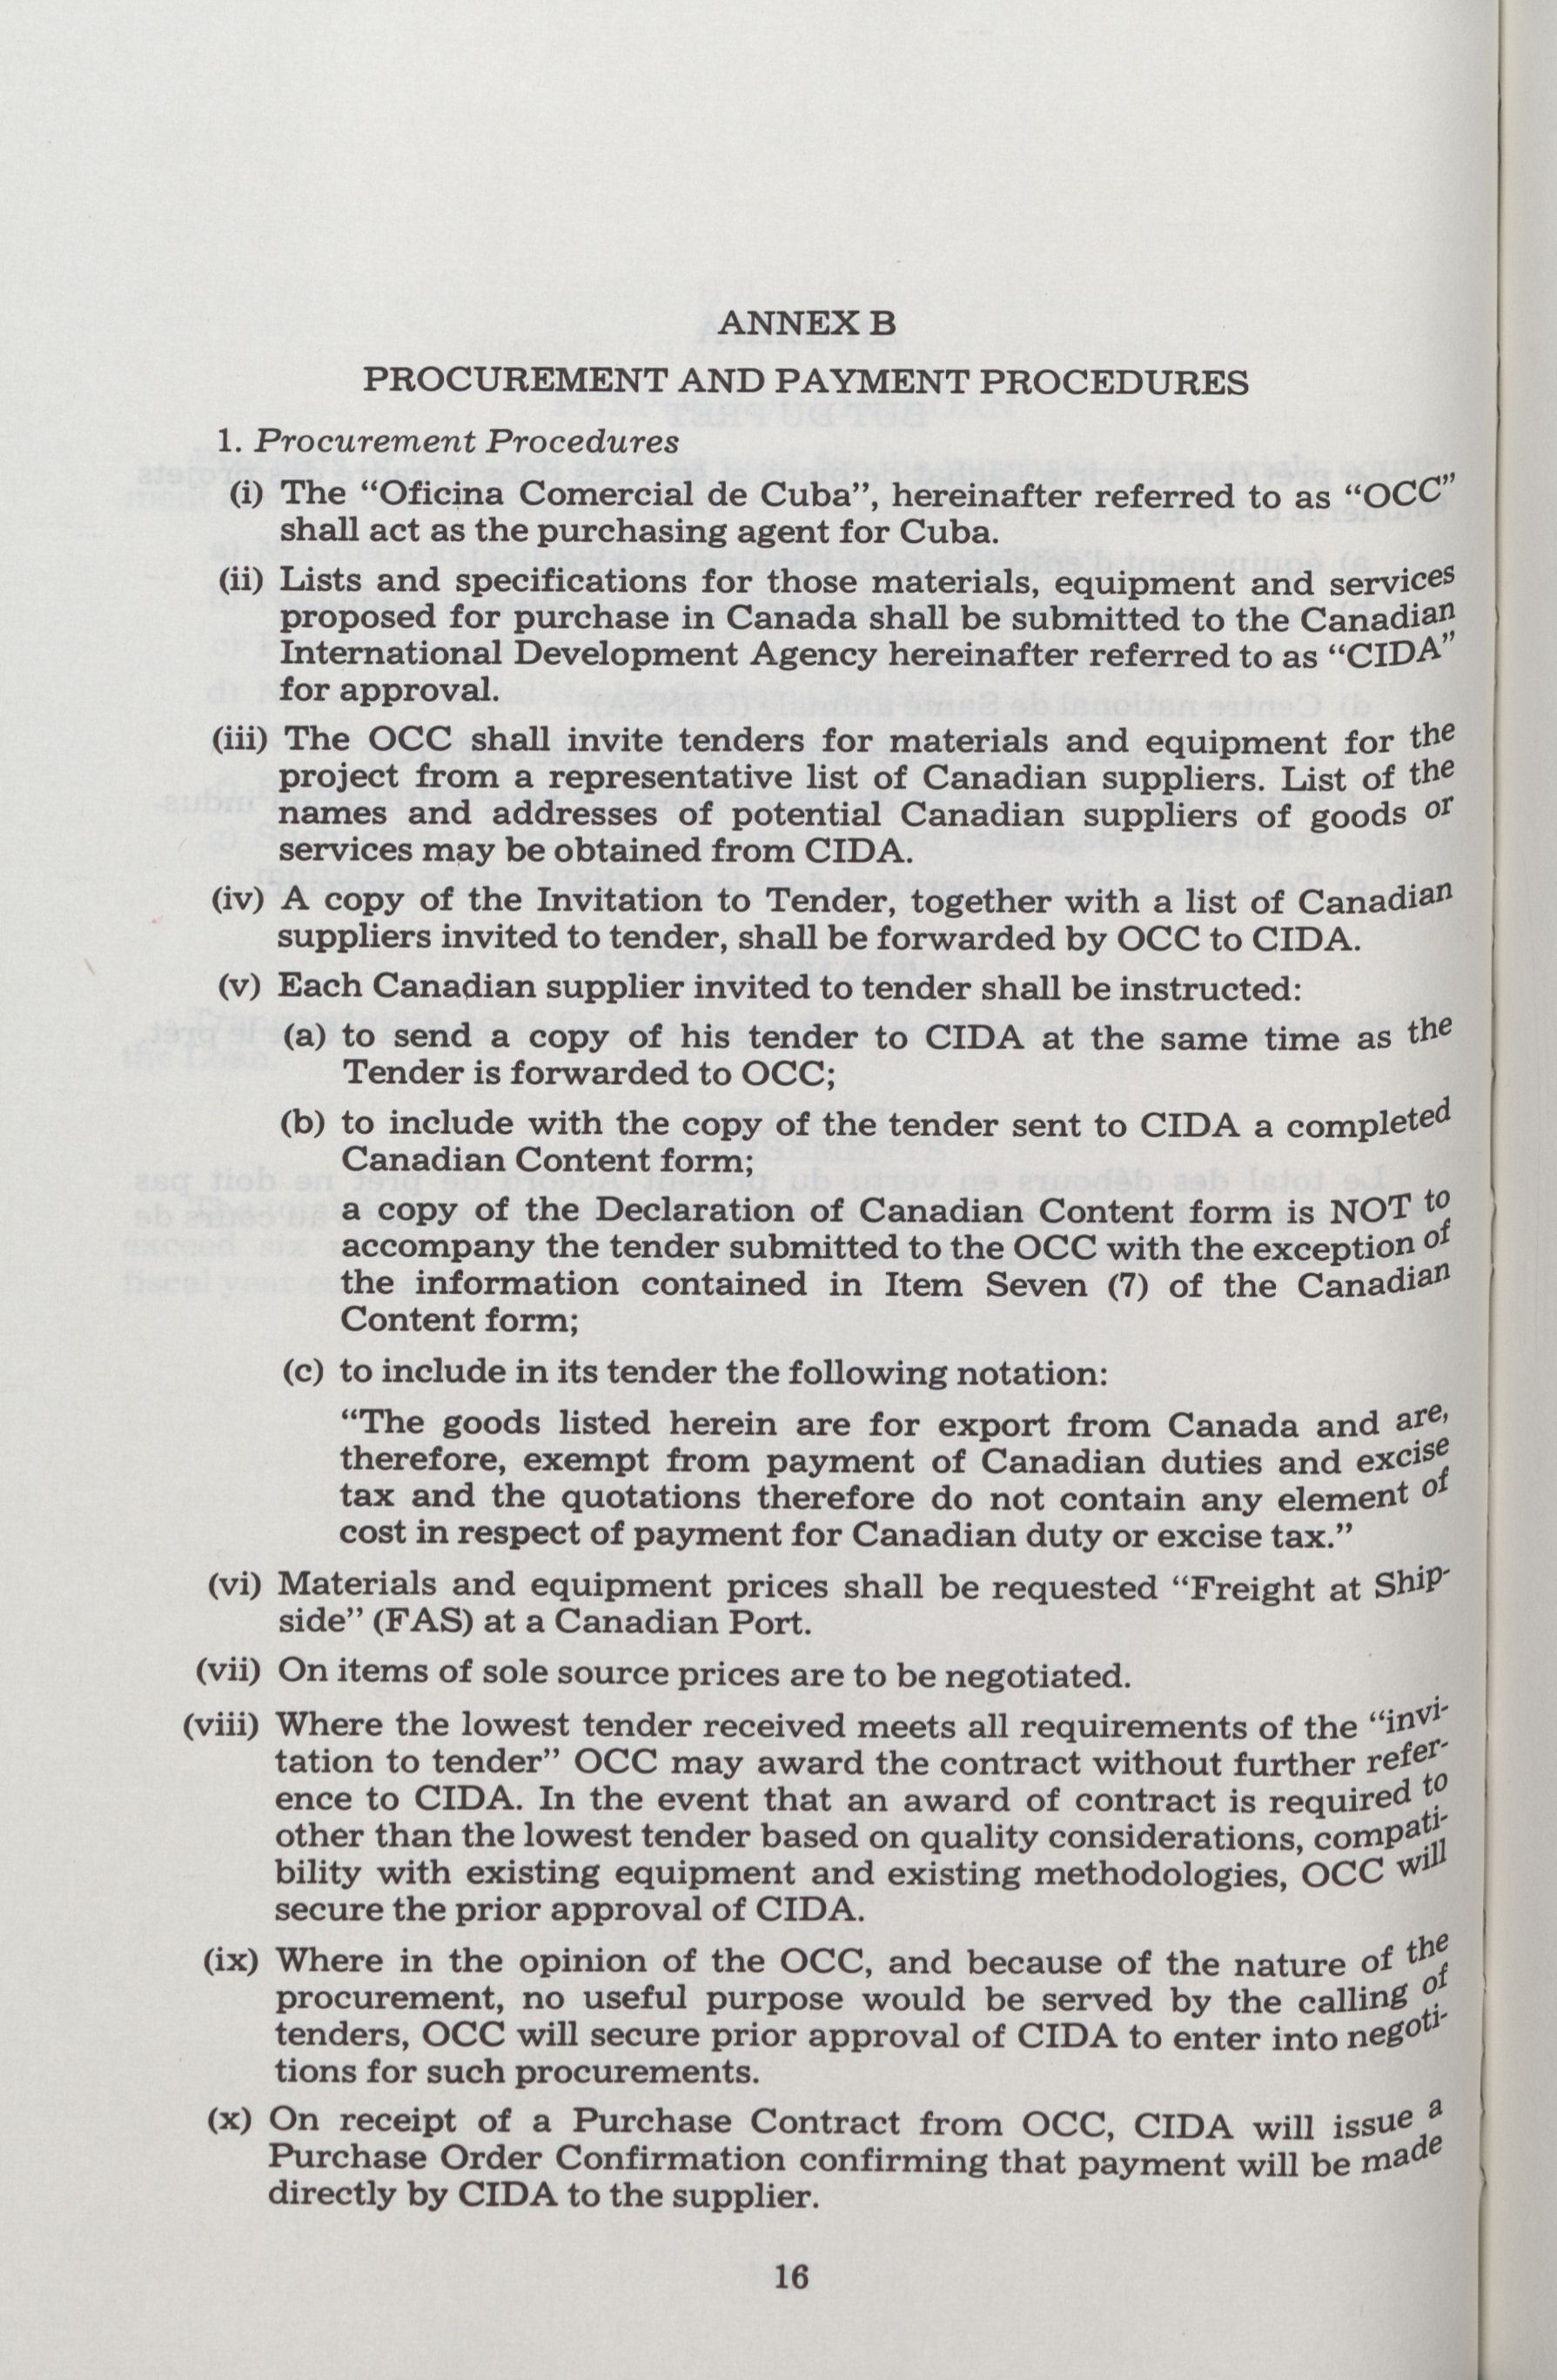 ANNEX B
PROCUREMENT AND PAYMENT PROCEDURES
1. Procurement Procedures
(i) The “Oficina Comercial de Cuba”, hereinafter referred to as “OCC”
shall act as the purchasing agent for Cuba.
(ii) Lists and specifications for those materials, equipment and services
proposed for purchase in Canada shall be submitted to the Canadian
International Development Agency hereinafter referred to as “CIDA”
for approval.
(iii) The OCC shall invite tenders for materials and equipment for the
project from a representative list of Canadian suppliers. List of the
names and addresses of potential Canadian suppliers of goods or
services may be obtained from CIDA.
(iv) A copy of the Invitation to Tender, together with a list of Canadian
suppliers invited to tender, shall be forwarded by OCC to CIDA.
(v) Each Canadian supplier invited to tender shall be instructed:
(a) to send a copy of his tender to CIDA at the same time as the
Tender is forwarded to OCC;
(b) to include with the copy of the tender sent to CIDA a completed
Canadian Content form;
a copy of the Declaration of Canadian Content form is NOT to
accompany the tender submitted to the OCC with the exception of
the information contained in Item Seven (7) of the Canadian
Content form;
(c) to include in its tender the following notation:
“The goods listed herein are for export from Canada and are,
therefore, exempt from payment of Canadian duties and excise
tax and the quotations therefore do not contain any element of
cost in respect of payment for Canadian duty or excise tax.”
(vi) Materials and equipment prices shall be requested “Freight at Ship-
side” (FAS) at a Canadian Port.
(vii) On items of sole source prices are to be negotiated.
(viii) Where the lowest tender received meets all requirements of the “invi-
tation to tender” OCC may award the contract without further refer-
ence to CIDA. In the event that an award of contract is required to
other than the lowest tender based on quality considerations, compati-
bility with existing equipment and existing methodologies, OCC will
secure the prior approval of CIDA.
(ix) Where in the opinion of the OCC, and because of the nature of the
procurement, no useful purpose would be served by the calling of
tenders, OCC will secure prior approval of CIDA to enter into negoti-
tions for such procurements.
(x) On receipt of a Purchase Contract from OCC, CIDA will issue a
Purchase Order Confirmation confirming that payment will be made
directly by CIDA to the supplier.
16